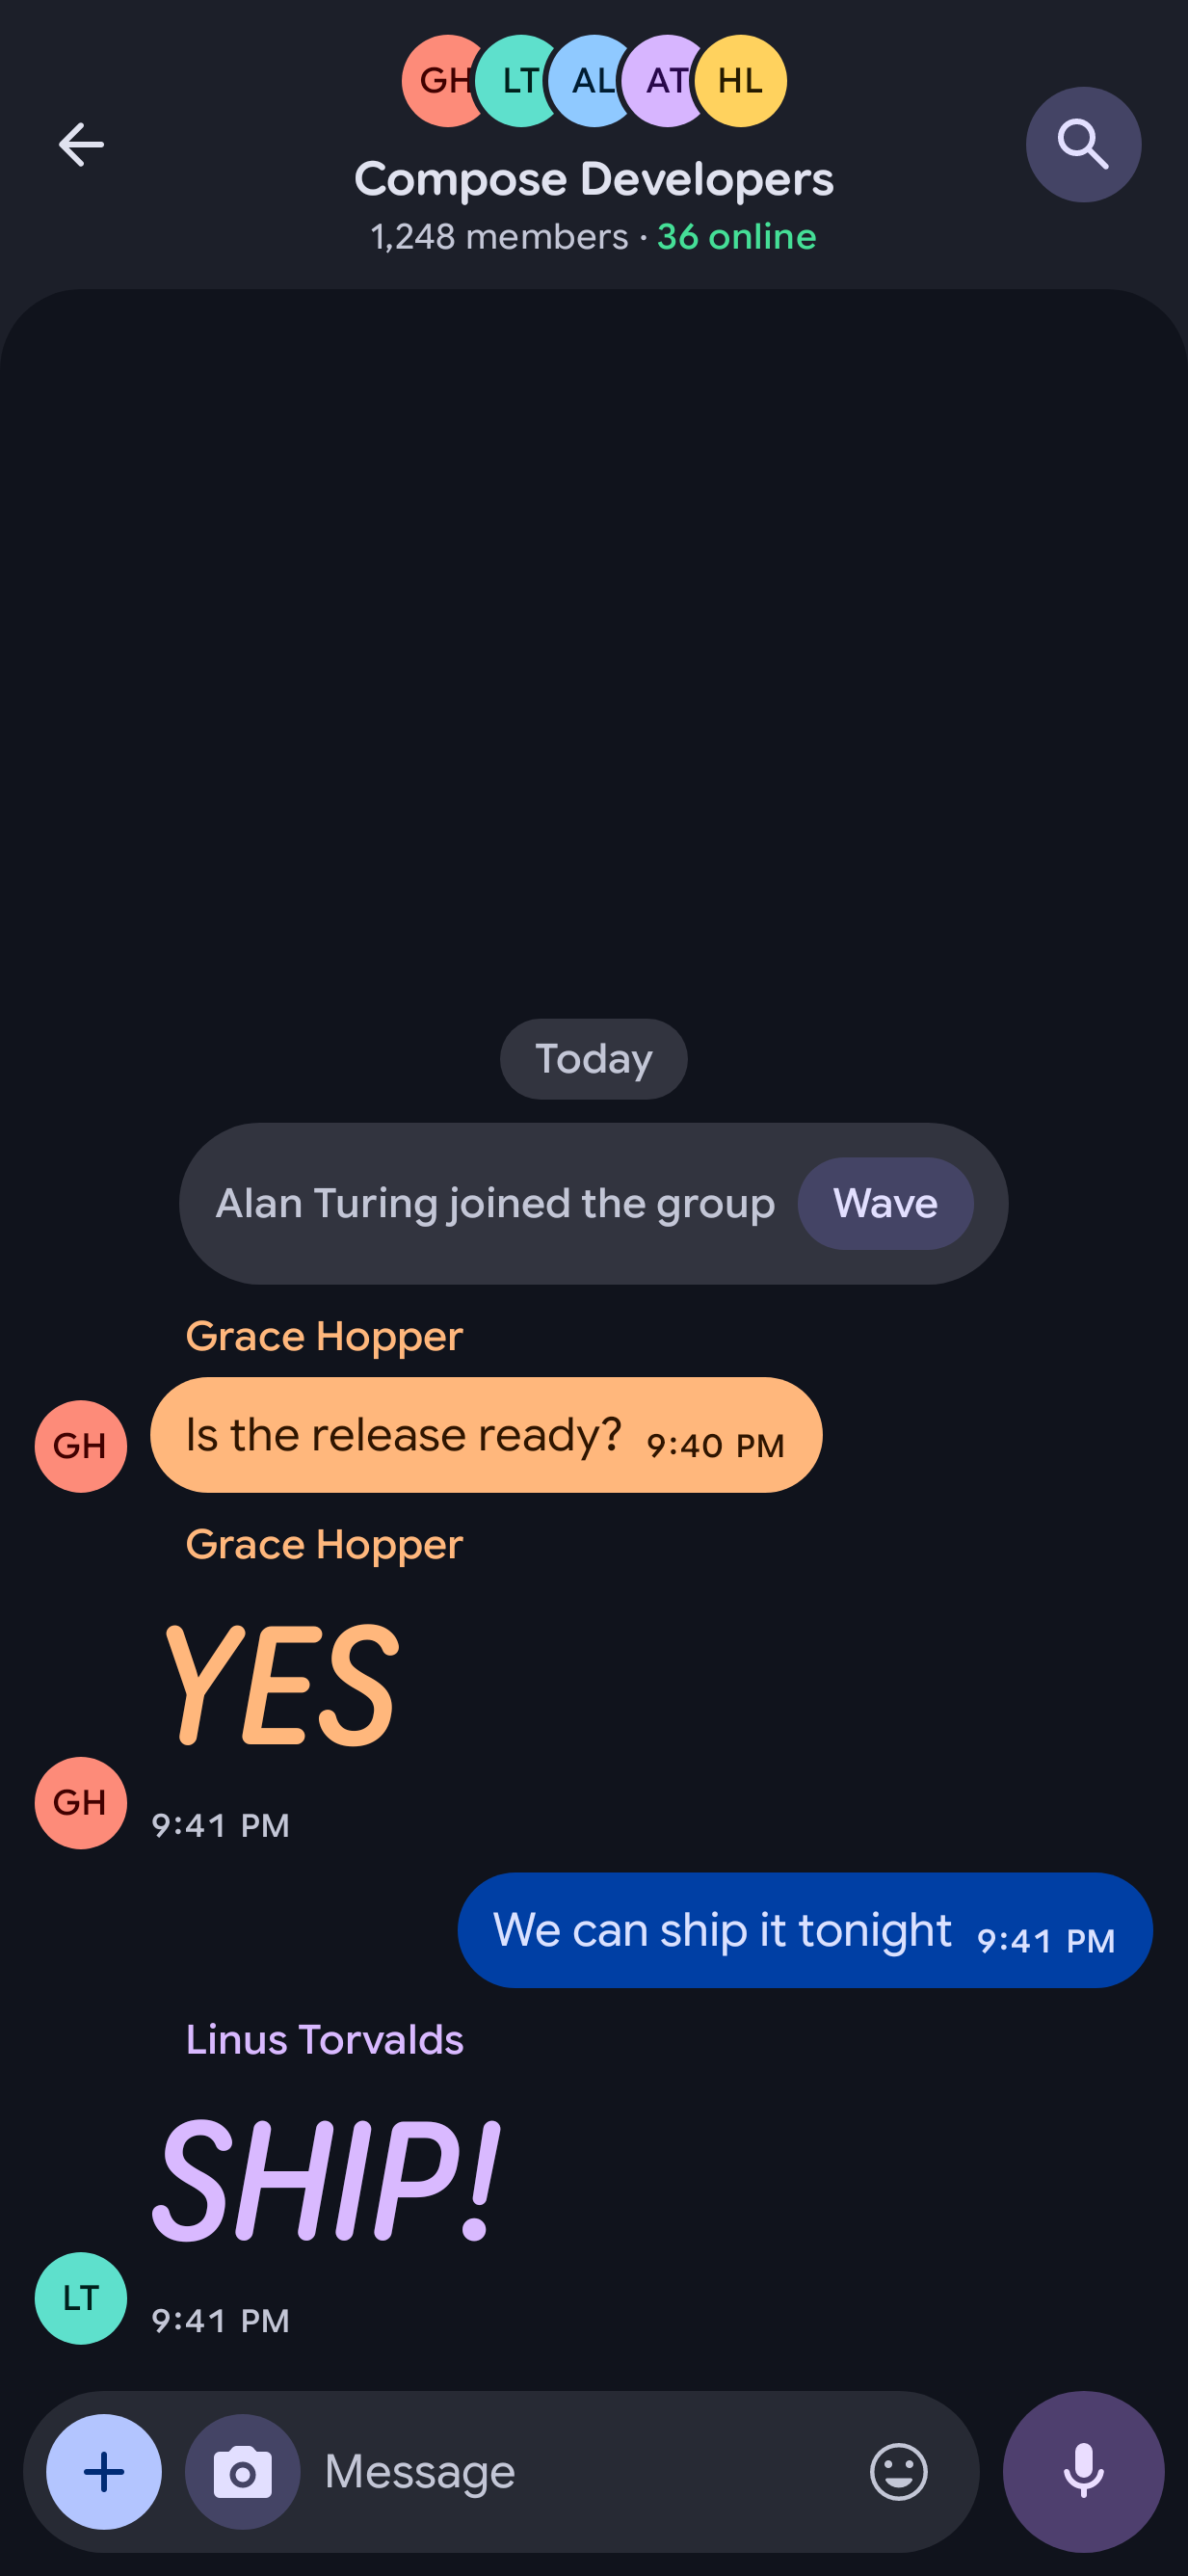 GH LT AL AT HL
Compose Developers
1,248 members · 36 online
Today
Alan Turing joined the group Wave
Grace Hopper
GH Is the release ready? 9:40 PM
Grace Hopper
YES
GH 9:41 PM
We can ship it tonight 9:41 PM
Linus Torvalds
SHIP!
LT 9:41 PM
Message